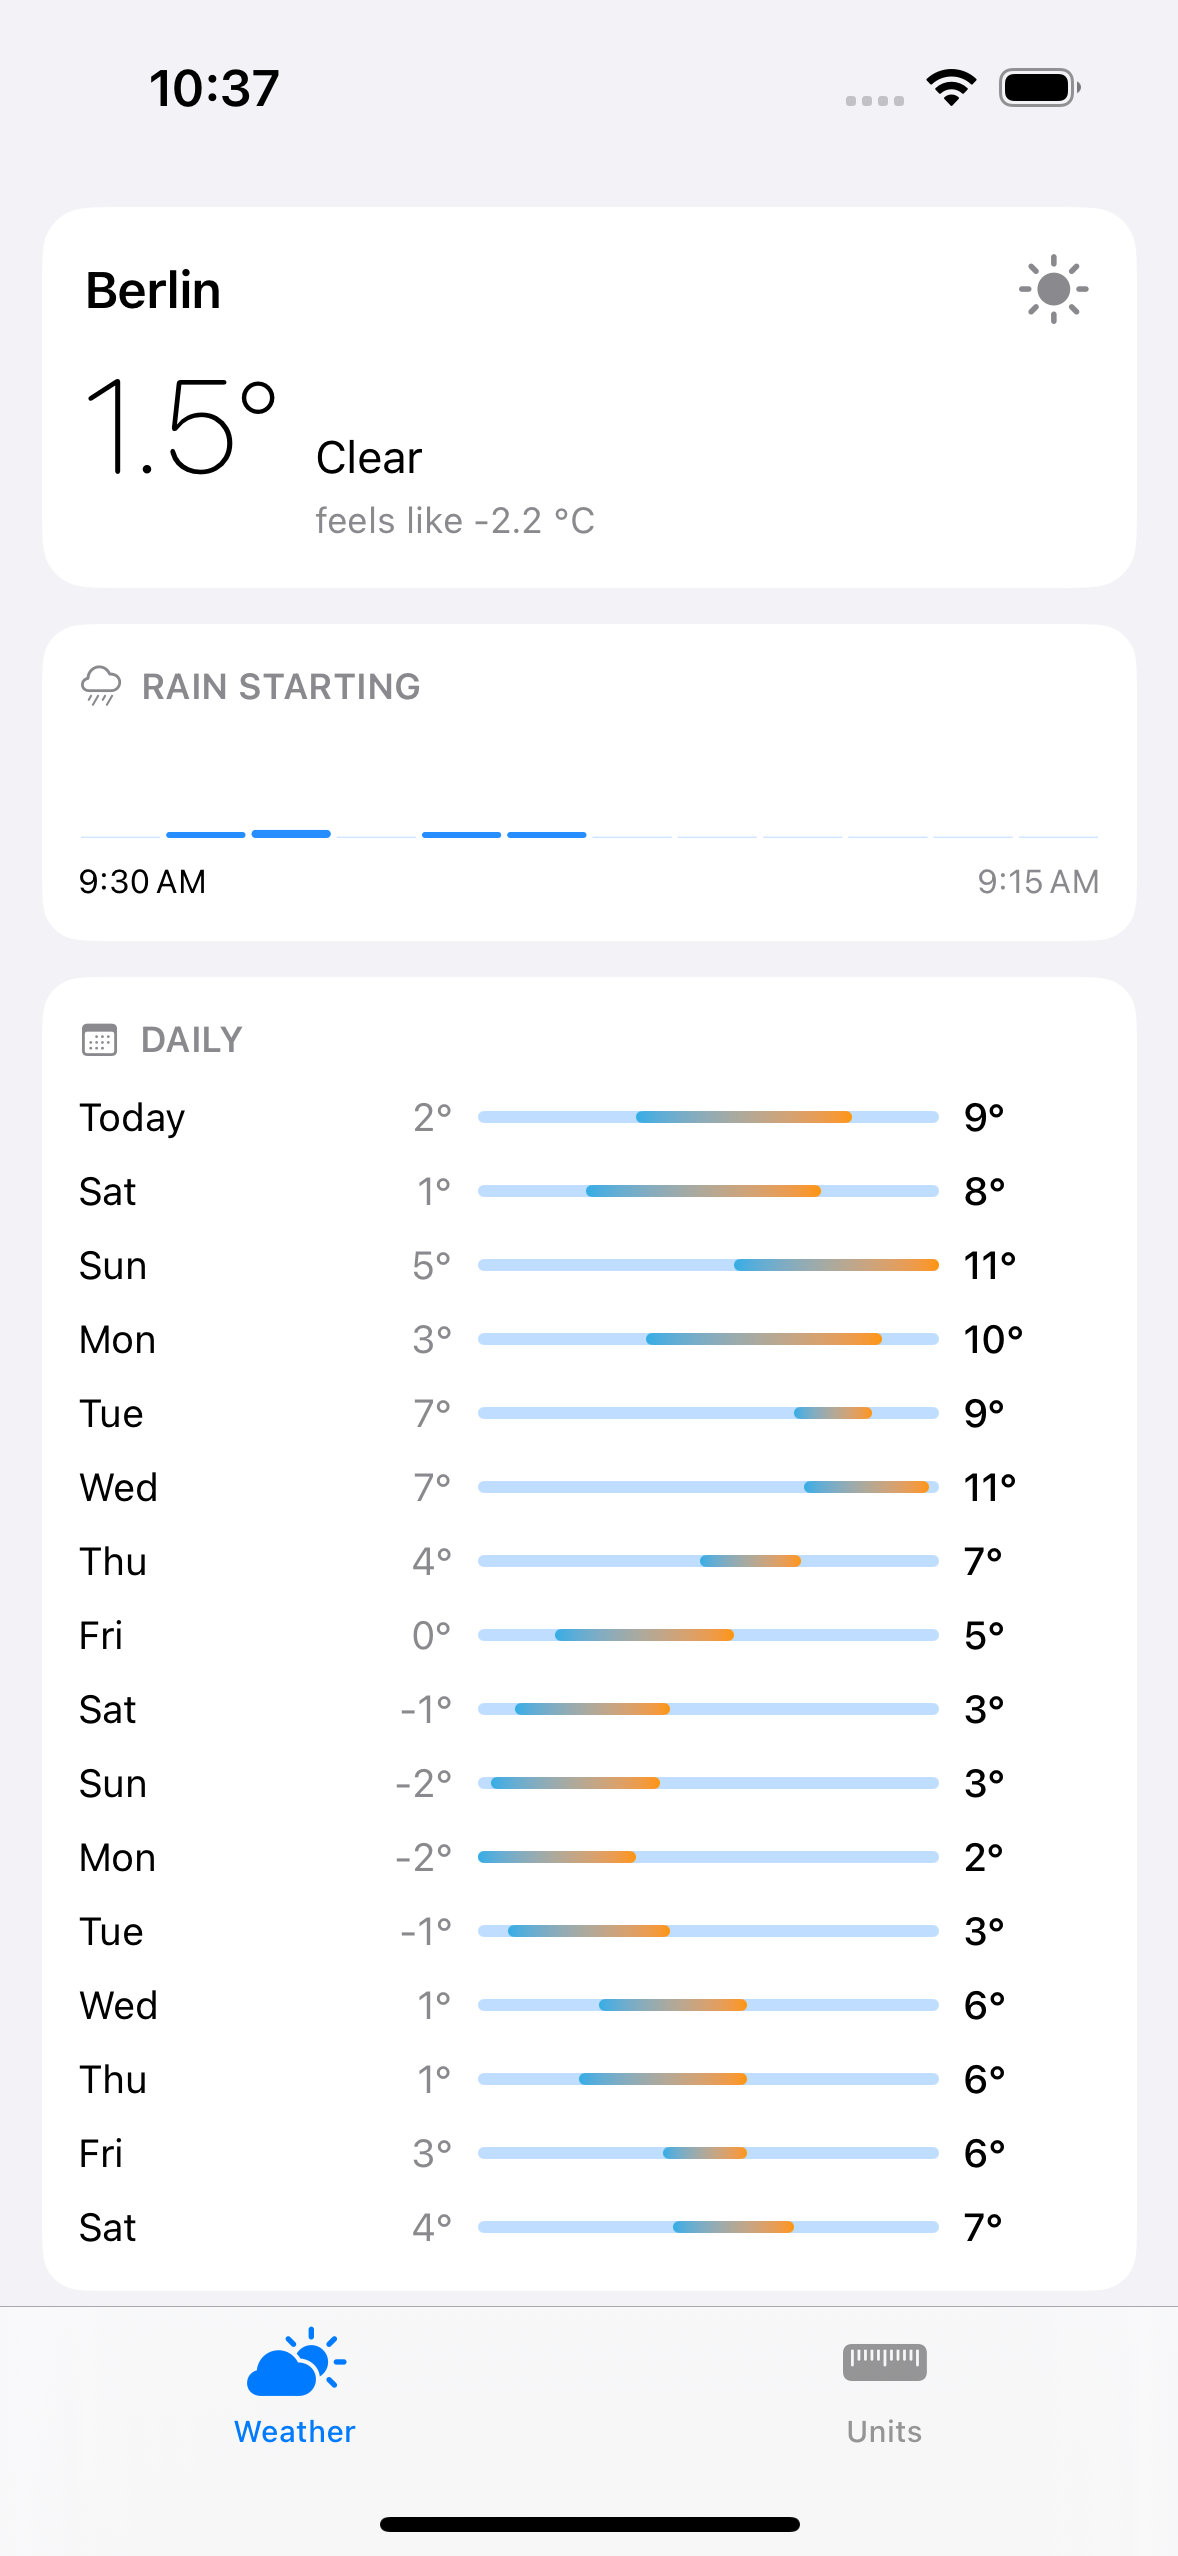 10:37
Berlin
1.5°
Clear
feels like -2.2 °C
RAIN STARTING
9:30 AM 9:15 AM
DAILY
Today 2° 9°
Sat 1° 8°
Sun 5° 11°
Mon 3° 10°
Tue 7° 9°
Wed 7° 11°
Thu 4° 7°
Fri 0° 5°
Sat -1° 3°
Sun -2° 3°
Mon -2° 2°
Tue -1° 3°
Wed 1° 6°
Thu 1° 6°
Fri 3° 6°
Sat 4° 7°
Weather Units